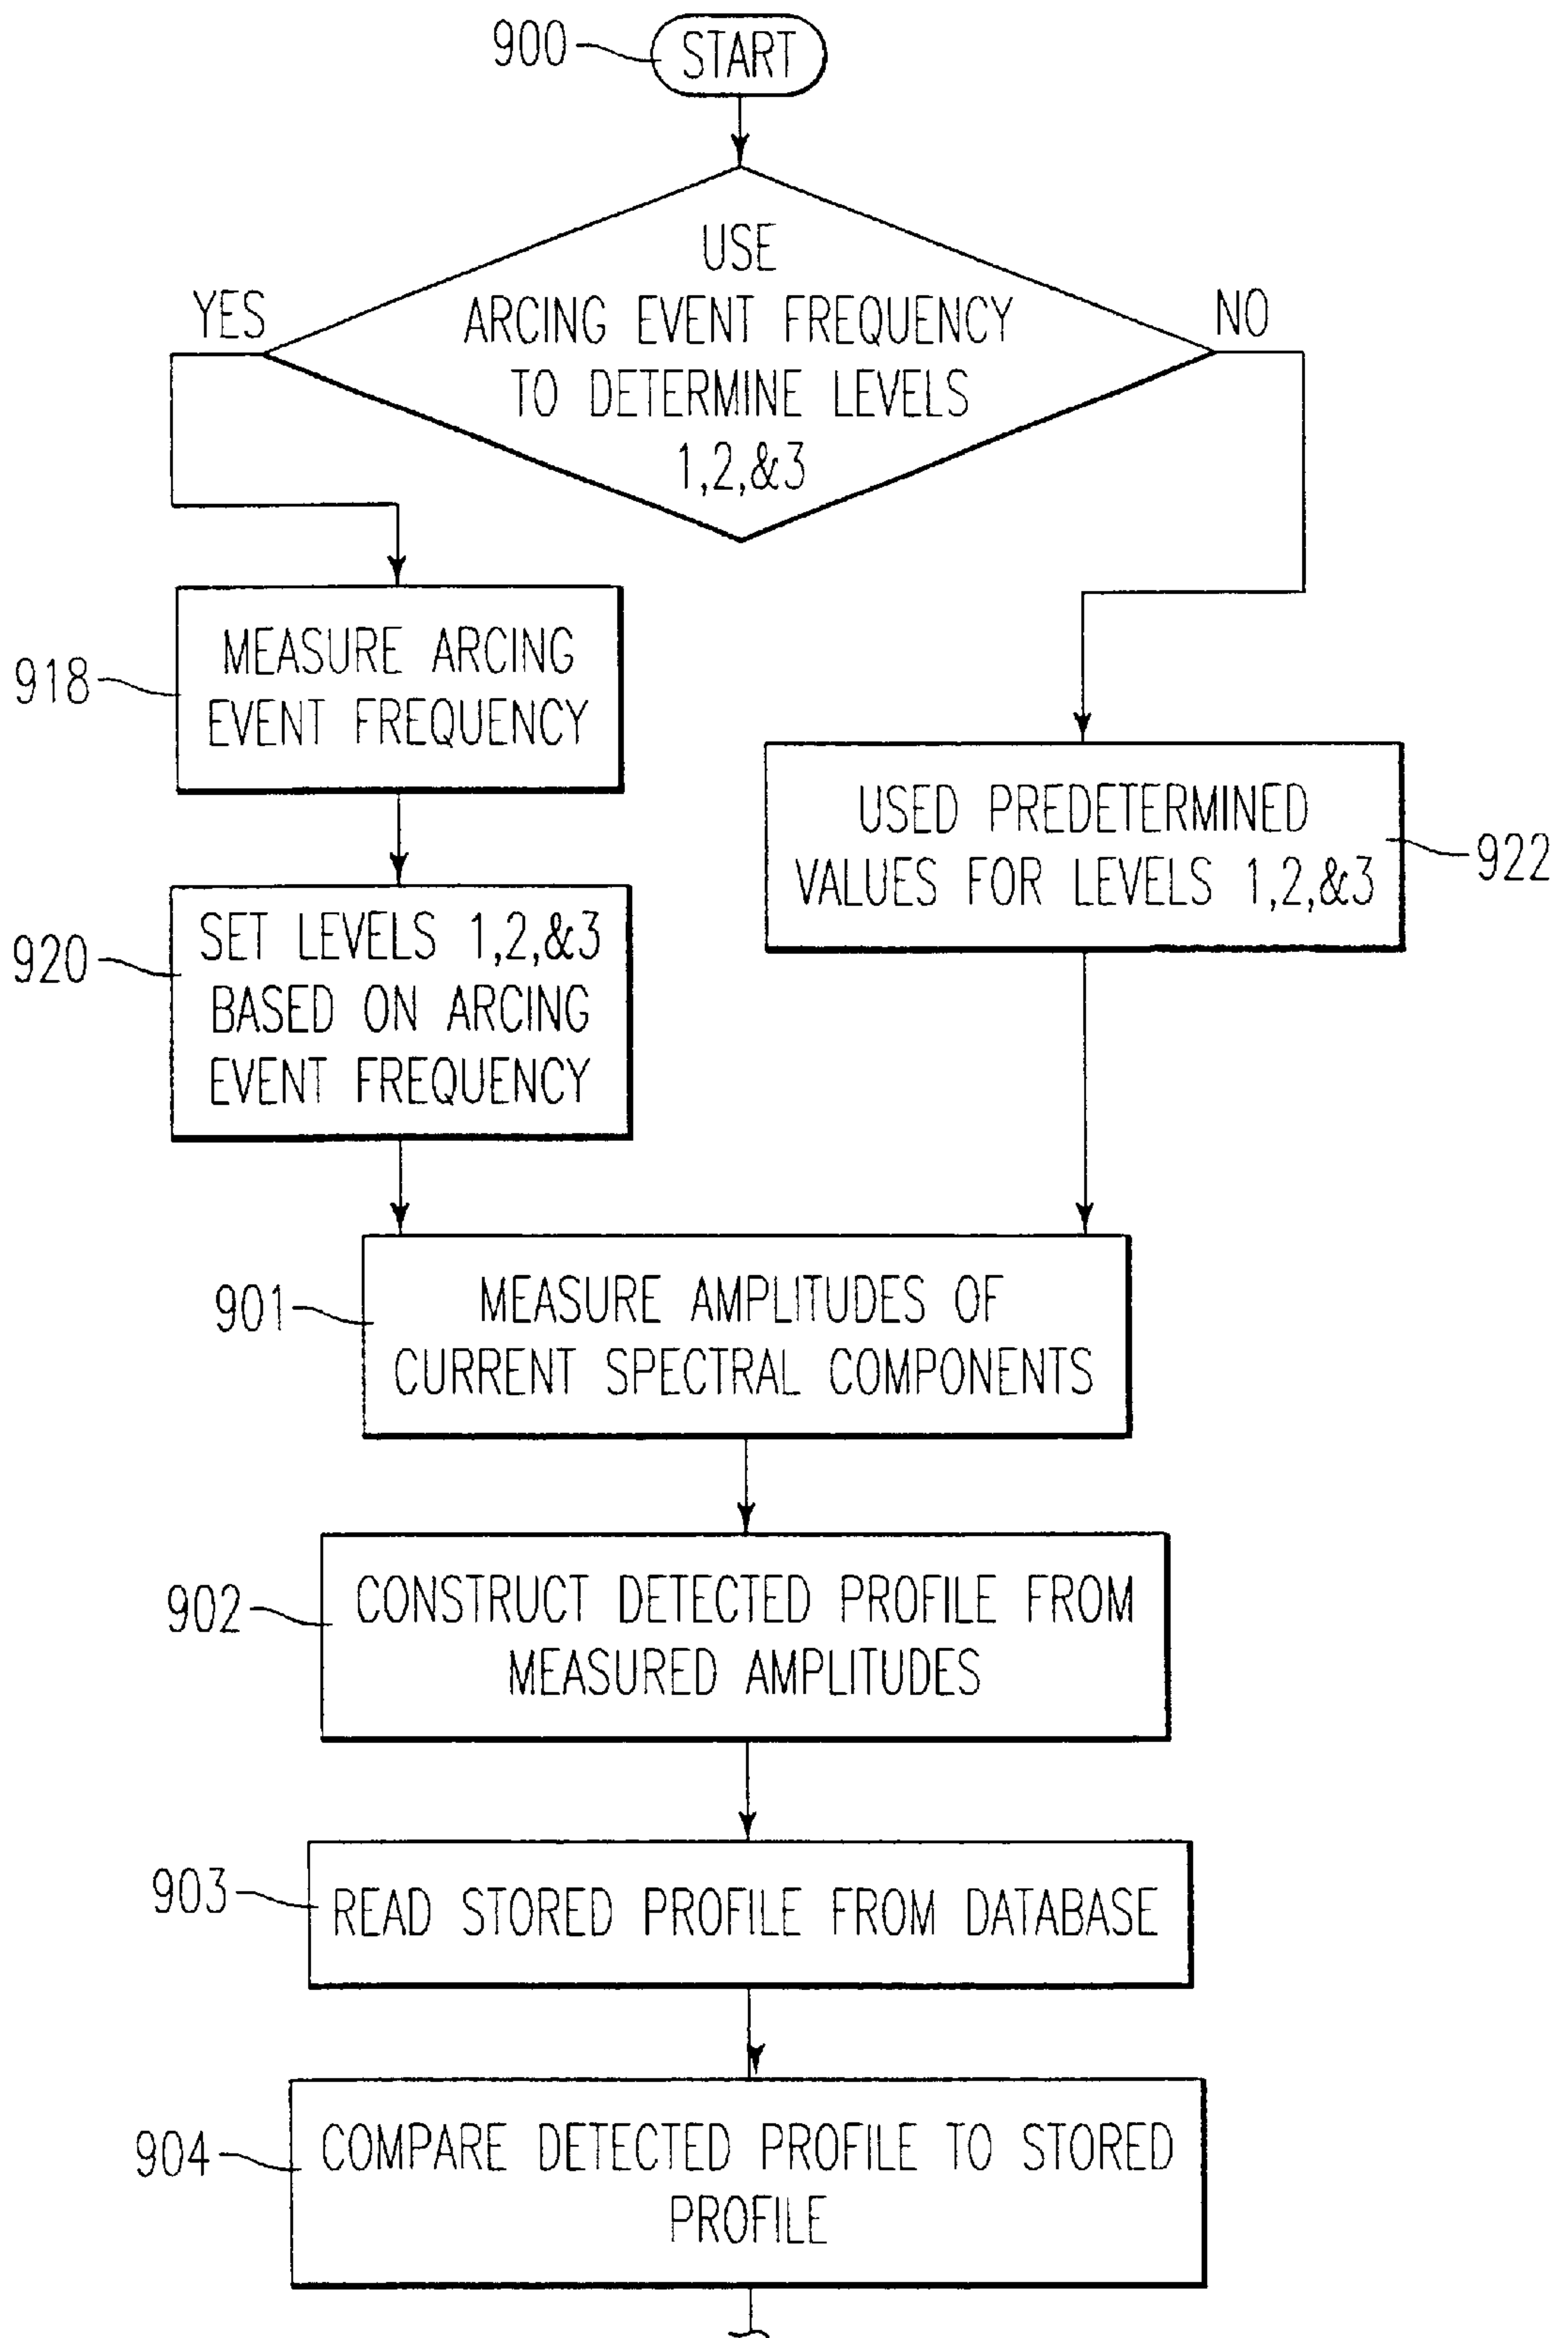 900
START
USE
ARCING EVENT FREQUENCY
TO DETERMINE LEVELS
1,2,&3
YES
NO
918
MEASURE ARCING
EVENT FREQUENCY
USED PREDETERMINED
VALUES FOR LEVELS 1,2,&3
922
920
SET LEVELS 1,2,&3
BASED ON ARCING
EVENT FREQUENCY
901
MEASURE AMPLITUDES OF
CURRENT SPECTRAL COMPONENTS
902
CONSTRUCT DETECTED PROFILE FROM
MEASURED AMPLITUDES
903
READ STORED PROFILE FROM DATABASE
904
COMPARE DETECTED PROFILE TO STORED
PROFILE